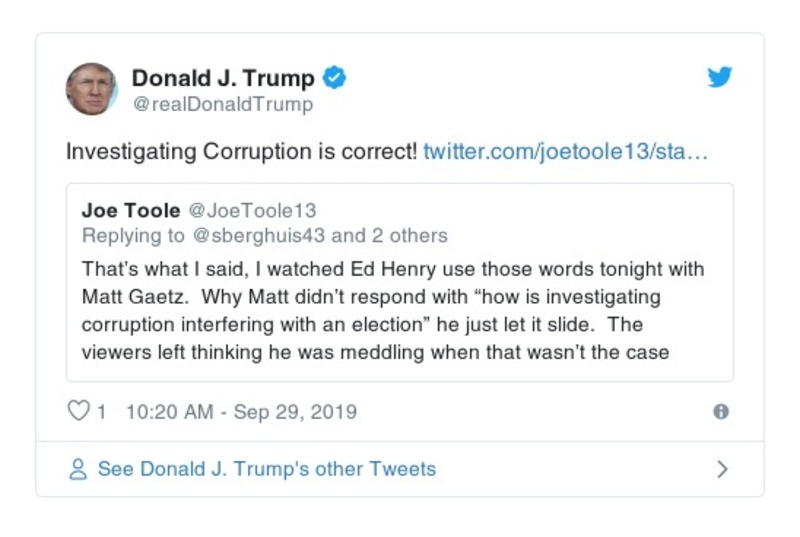 Donald J. Trump
@realDonaldTrump
Investigating Corruption is correct! twitter.com/joetoole13/sta…
Joe Toole @JoeToole13
Replying to @sberghuis43 and 2 others
That’s what I said, I watched Ed Henry use those words tonight with
Matt Gaetz.  Why Matt didn’t respond with “how is investigating
corruption interfering with an election” he just let it slide.  The
viewers left thinking he was meddling when that wasn’t the case
1   10:20 AM - Sep 29, 2019
See Donald J. Trump's other Tweets